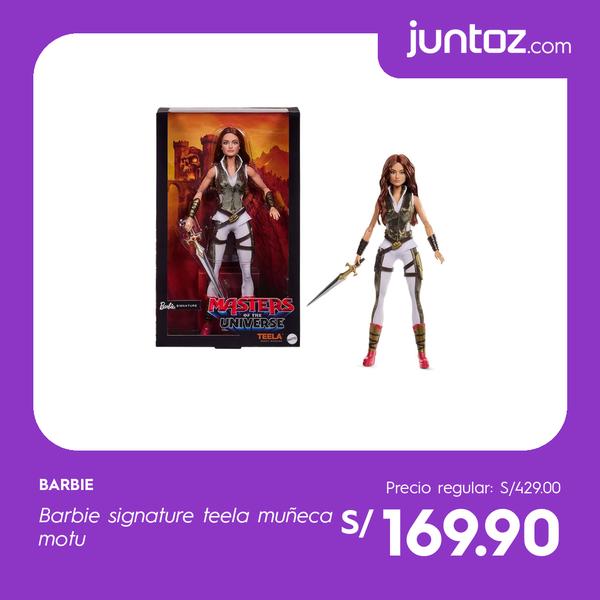 juntoz.com
Barbie SIGNATURE
MASTERS
OF THE
UNIVERSE
TEELA
BARBIE
Precio regular: S/429.00
Barbie signature teela muñeca
motu
S/169.90